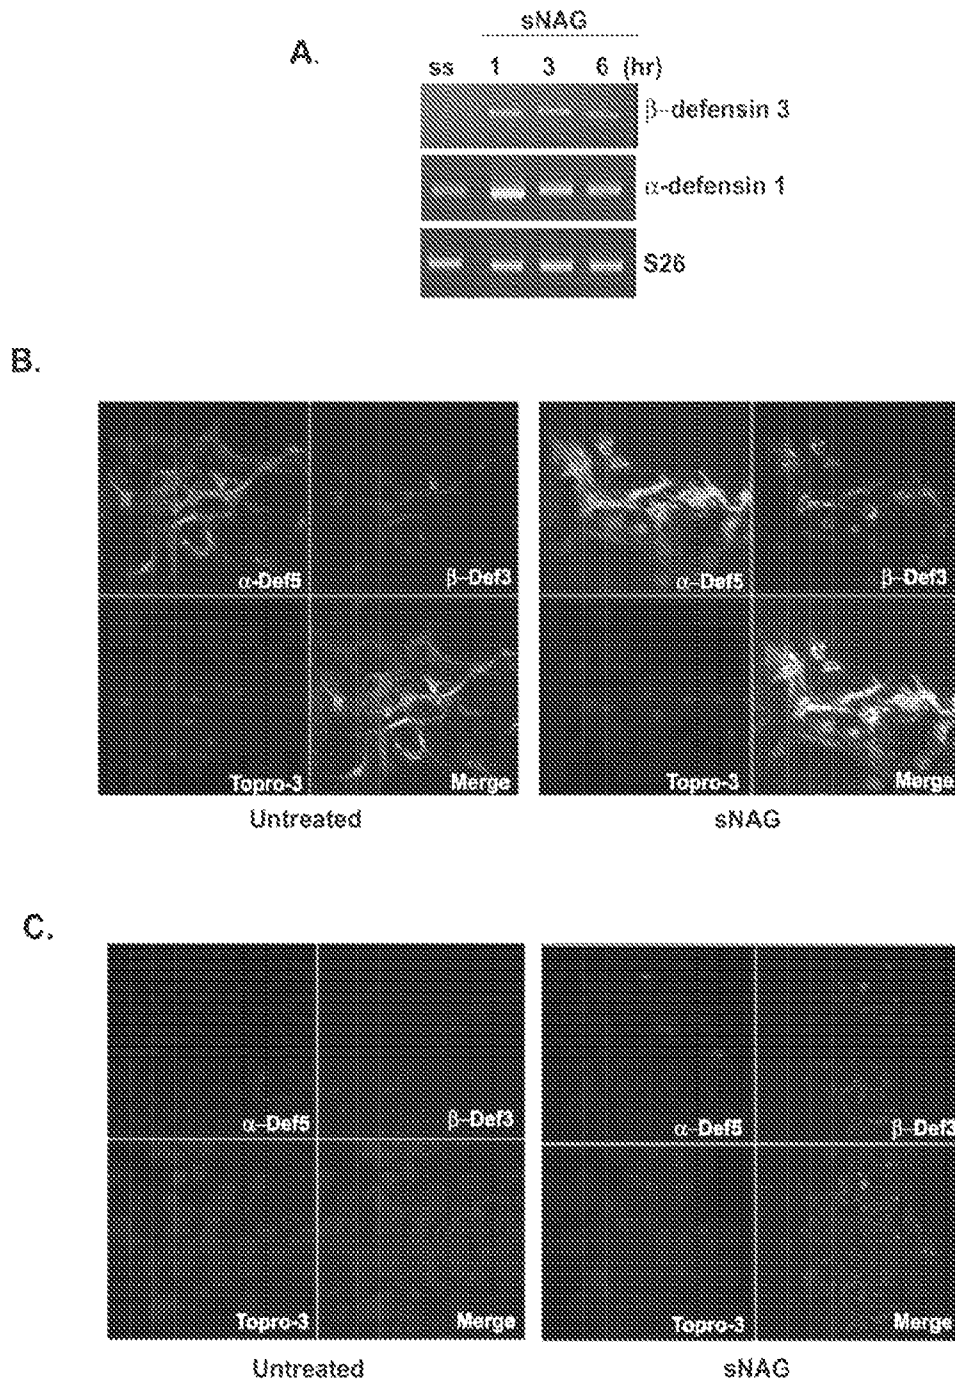 sNAG
A.
ss 1 3 6 (hr)
β-defensin 3
α-defensin 1
S26
B.
α-Def5 β-Def3 α-Def5 β-Def3
Topro-3 Merge Topro-3 Merge
Untreated sNAG
C.
α-Def5 β-Def3 α-Def5 β-Def3
Topro-3 Merge Topro-3 Merge
Untreated sNAG